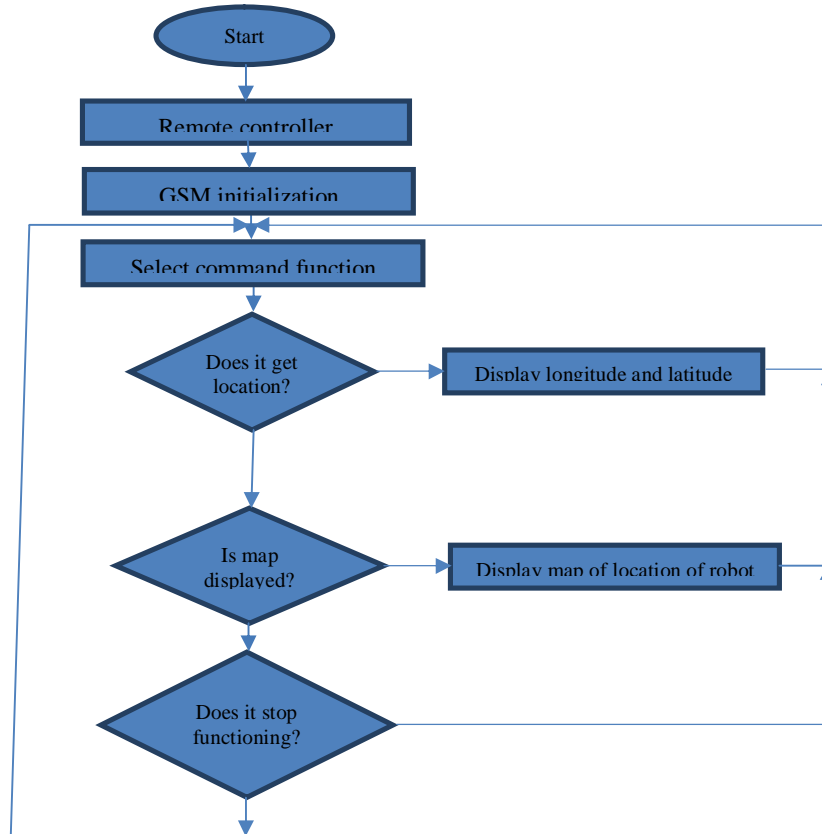 Start
Remote controller
GSM initialization
Select command function
Does it get
location?
Display longitude and latitude
Is map
displayed?
Display map of location of robot
Does it stop
functioning?